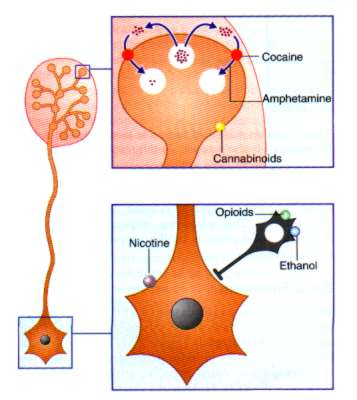 Cocaine
Amphetamine
Cannabinoids
Opioids
Nicotine
Ethanol